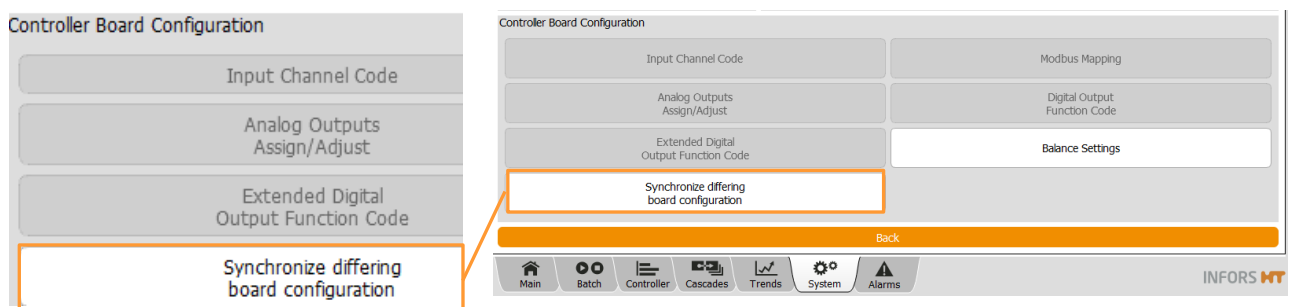 Controller Board Configuration
Input Channel Code
Analog Outputs
Assign/Adjust
Extended Digital
Output Function Code
Synchronize differing
board configuration
Controller Board Configuration
Input Channel Code
Modbus Mapping
Analog Outputs
Assign/Adjust
Digital Output
Function Code
Extended Digital
Output Function Code
Balance Settings
Synchronize differing
board configuration
Back
Main
Batch
Controller
Cascades
Trends
System
Alarms
INFORS HT